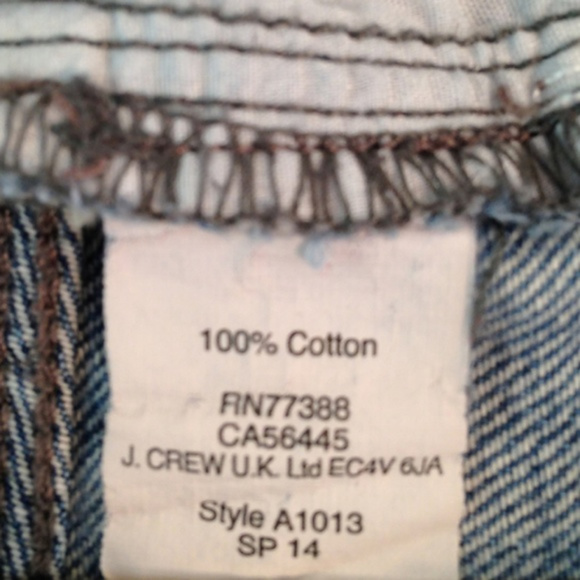 100% Cotton
RN77388
CA56445
J. CREW U.K. Ltd EC4V 6JA
Style A1013
SP 14